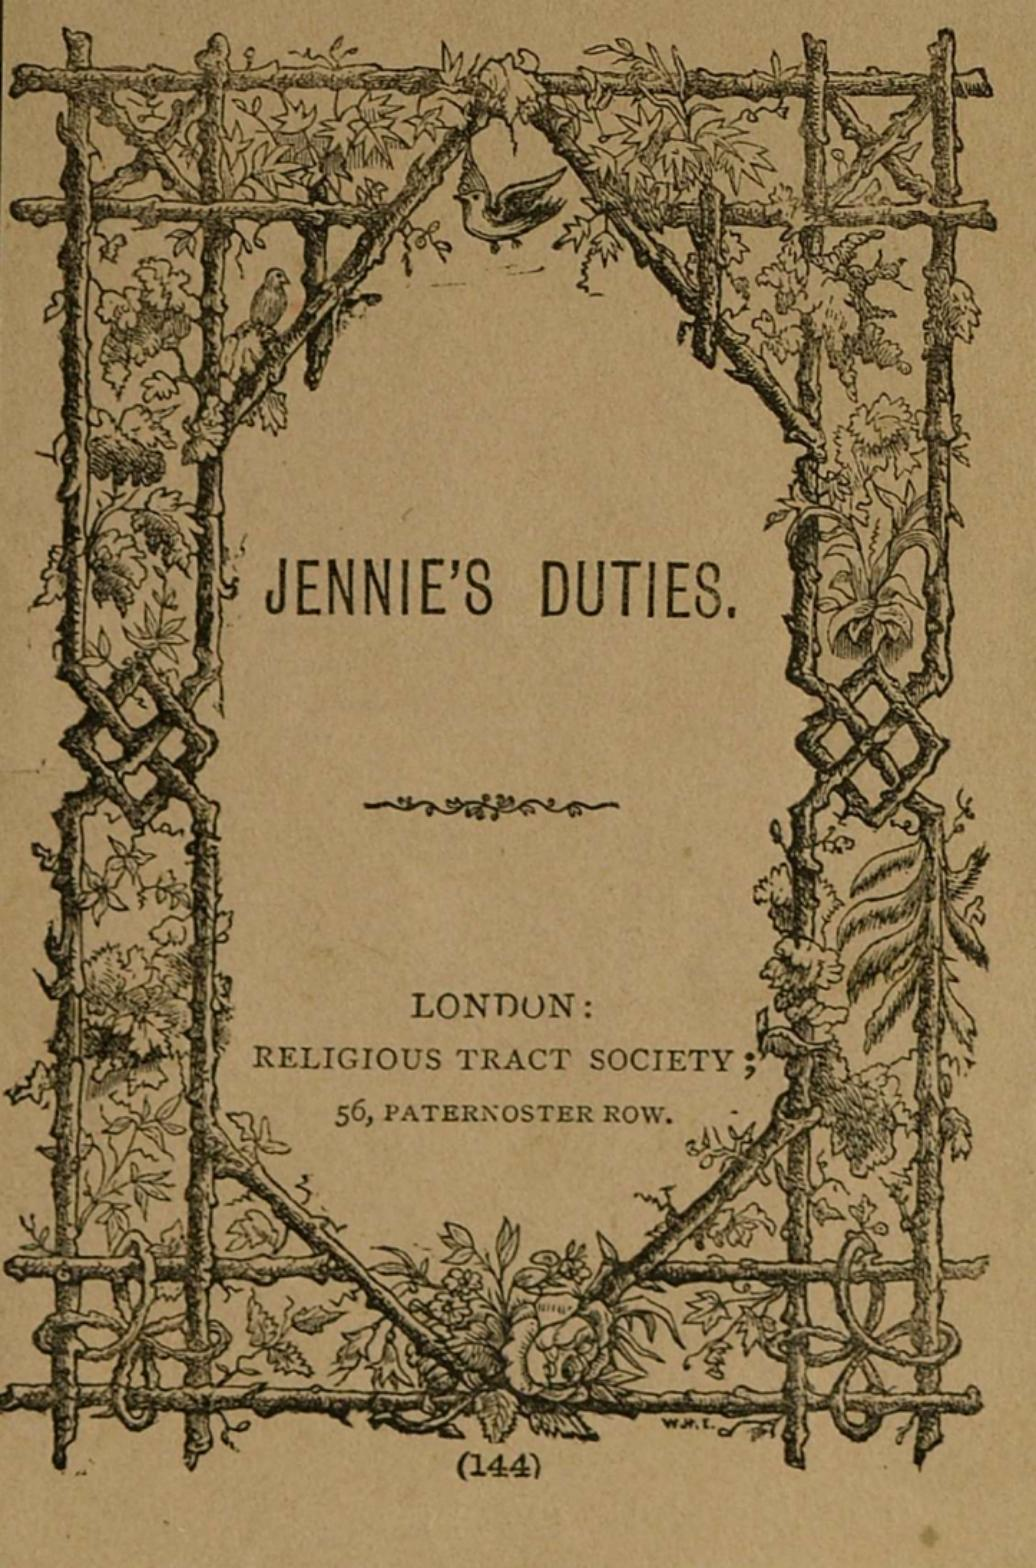 JENNIE'S DUTIES.
LONDON:
RELIGIOUS TRACT SOCIETY;
56, PATERNOSTER ROW.
(144)